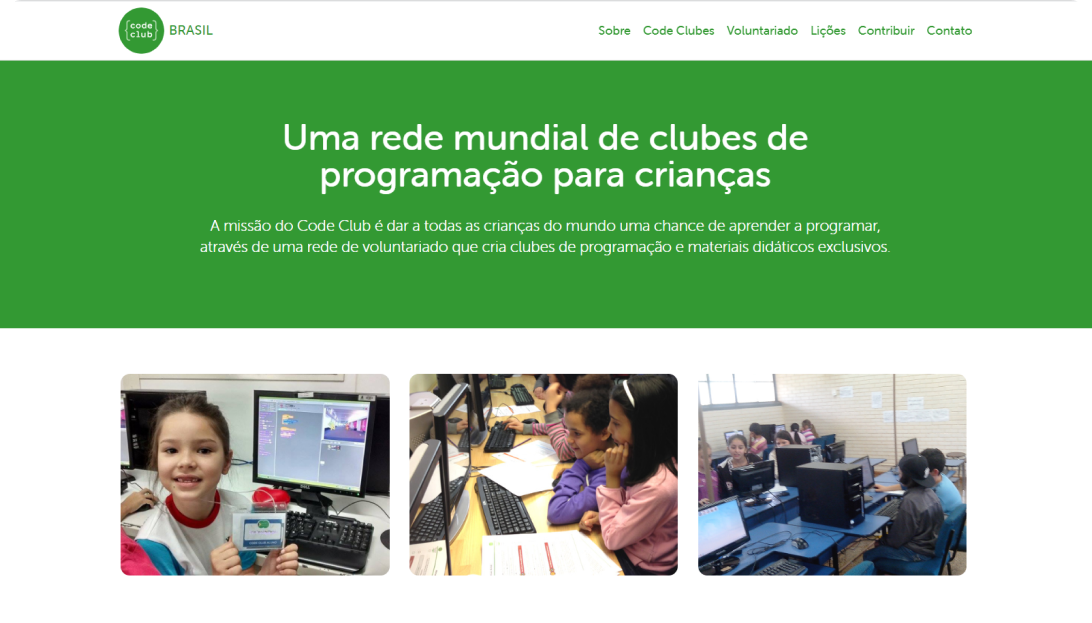 {code
club}
BRASIL
Sobre Code Clubes Voluntariado Lições Contribuir Contato
Uma rede mundial de clubes de
programação para crianças
A missão do Code Club é dar a todas as crianças do mundo uma chance de aprender a programar,
através de uma rede de voluntariado que cria clubes de programação e materiais didáticos exclusivos.